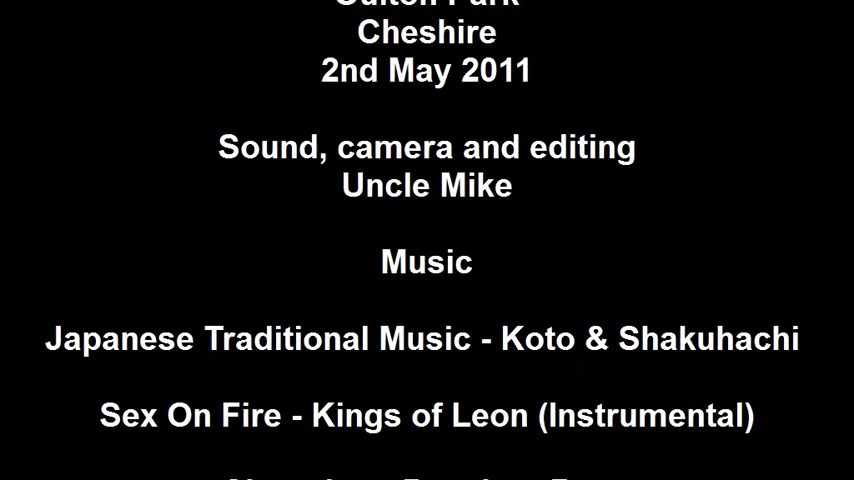 Park
Cheshire
2nd May 2011
Sound, camera and editing
Uncle Mike
Music
Japanese Traditional Music - Koto & Shakuhachi
Sex On Fire - Kings of Leon (Instrumental)